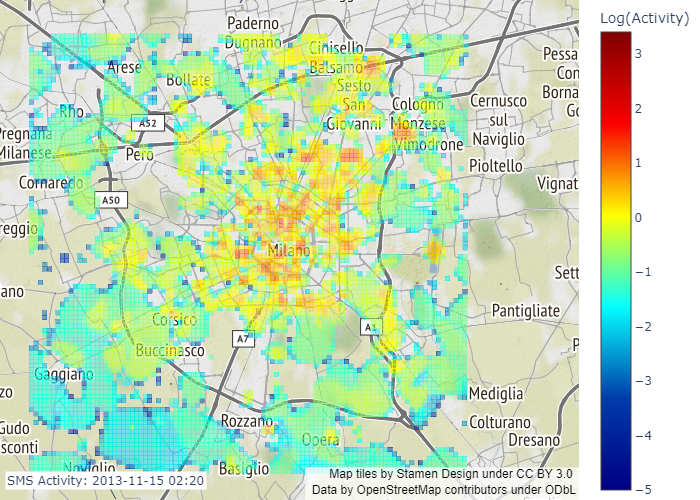 Log(Activity)
3
2
1
0
−1
−2
−3
−4
−5
Paderno
Dugnano
Cinisello
Balsamo
Pessa
Arese
Bollate
Sesto
San
Giovanni
Con
Borna
Go
Rho
A52
Cologno
Monzese
Cernusco
sul
Naviglio
Pregnana
Milanese
Pero
Vimodrone
Pioltello
Cornaredo
A50
Vignat
reggio
Milano
Sett
ano
Pantigliate
Corsico
A1
A7
Buccinasco
P
Gaggiano
zo
Mediglia
Gudo
sconti
Rozzano
Opera
Colturano
Dresano
Noviglio
Basiglio
SMS Activity: 2013-11-15 02:20
Map tiles by Stamen Design under CC BY 3.0
Data by OpenStreetMap contributors under ODbL